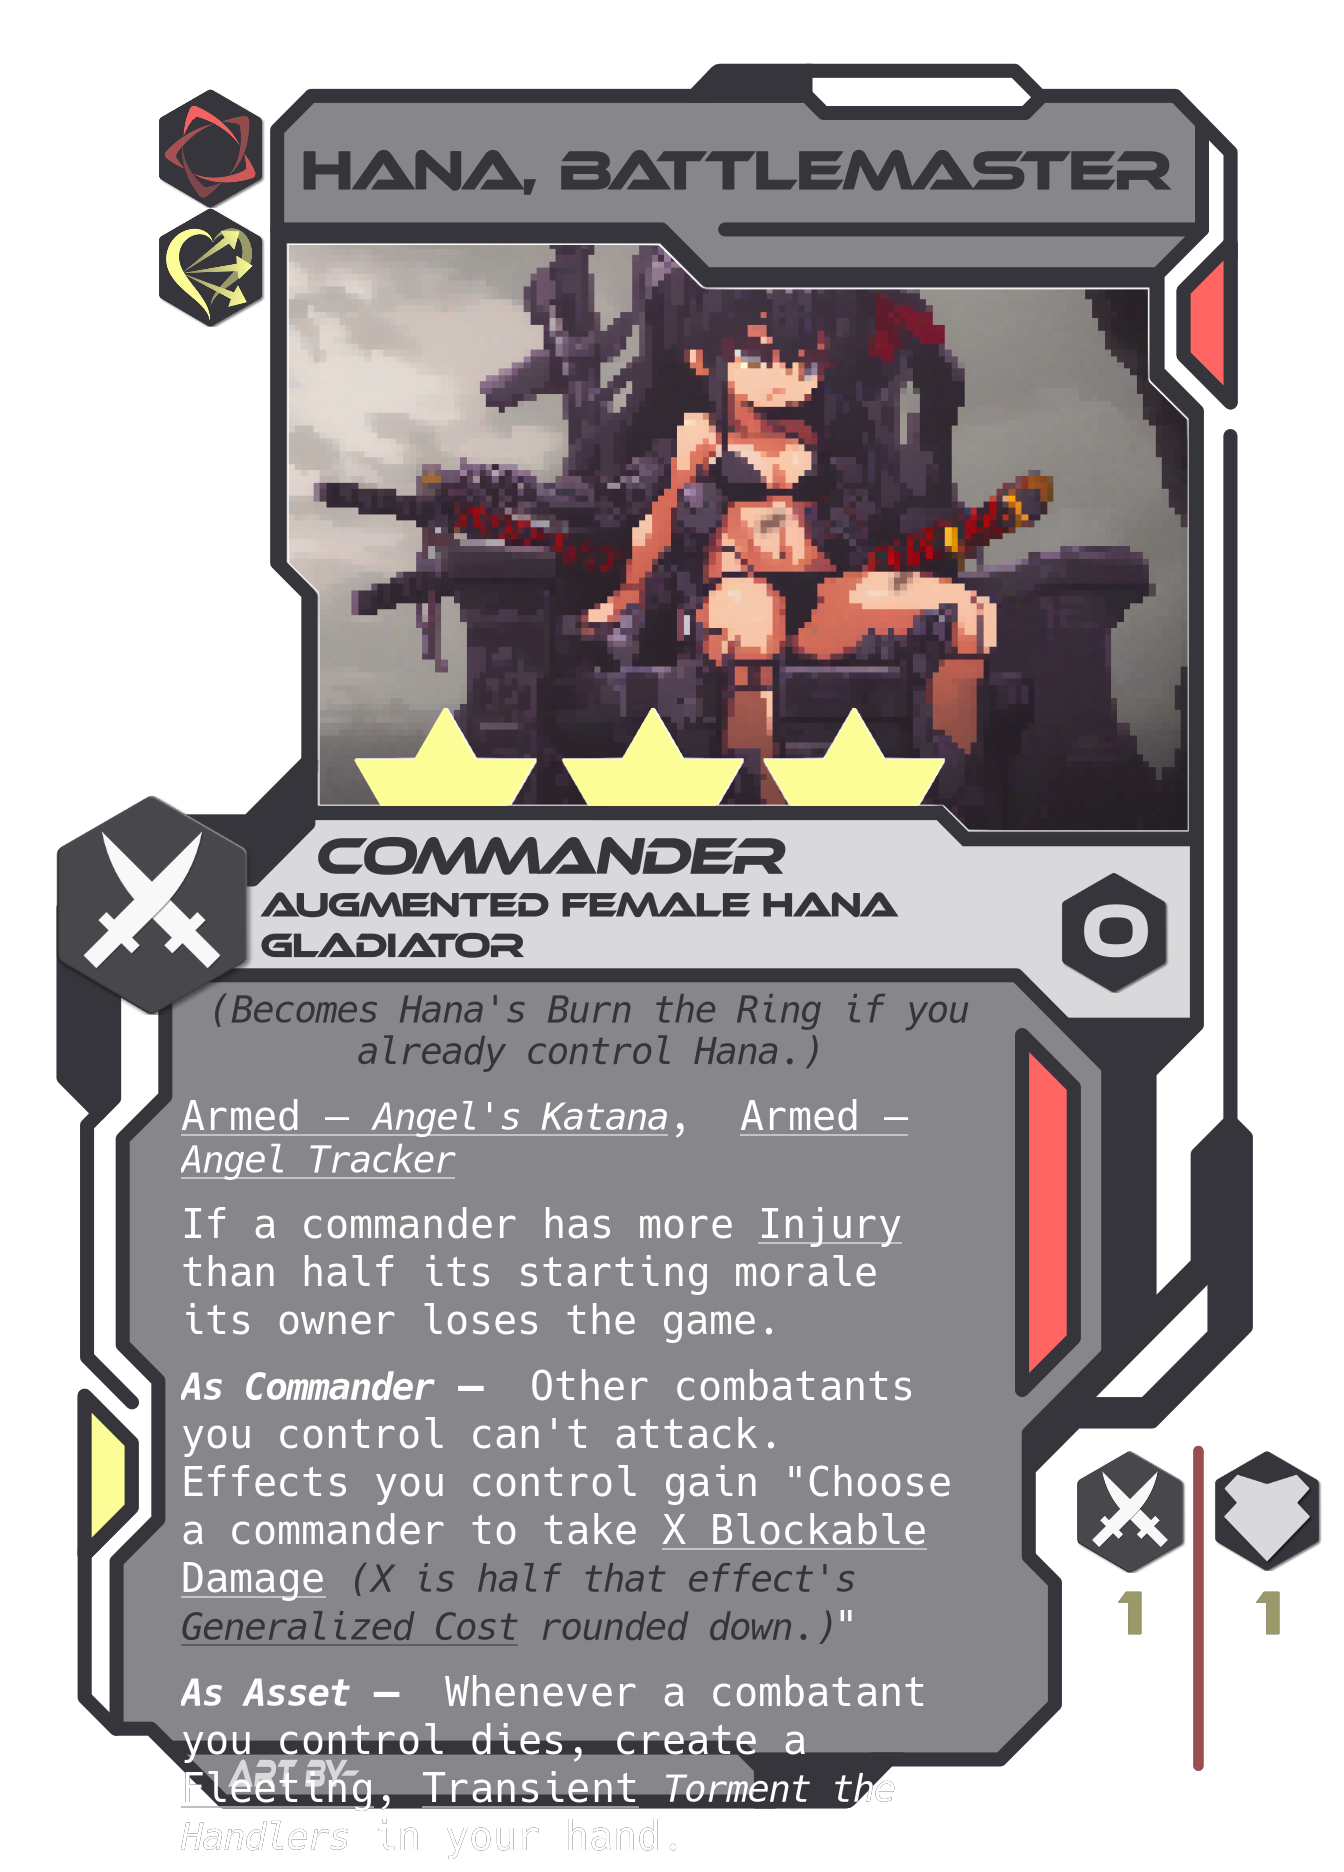 HANA, BATTLEMASTER
COMMANDER
AUGMENTED FEMALE HANA
GLADIATOR
0
(Becomes Hana's Burn the Ring if you
already control Hana.)
Armed – Angel's Katana, Armed –
Angel Tracker
If a commander has more Injury
than half its starting morale
its owner loses the game.
As Commander – Other combatants
you control can't attack.
Effects you control gain "Choose
a commander to take X Blockable
Damage (X is half that effect's
Generalized Cost rounded down.)"
1
1
As Asset – Whenever a combatant
you control dies, create a
ART BY-
Fleeting, Transient Torment the
Handlers in your hand.